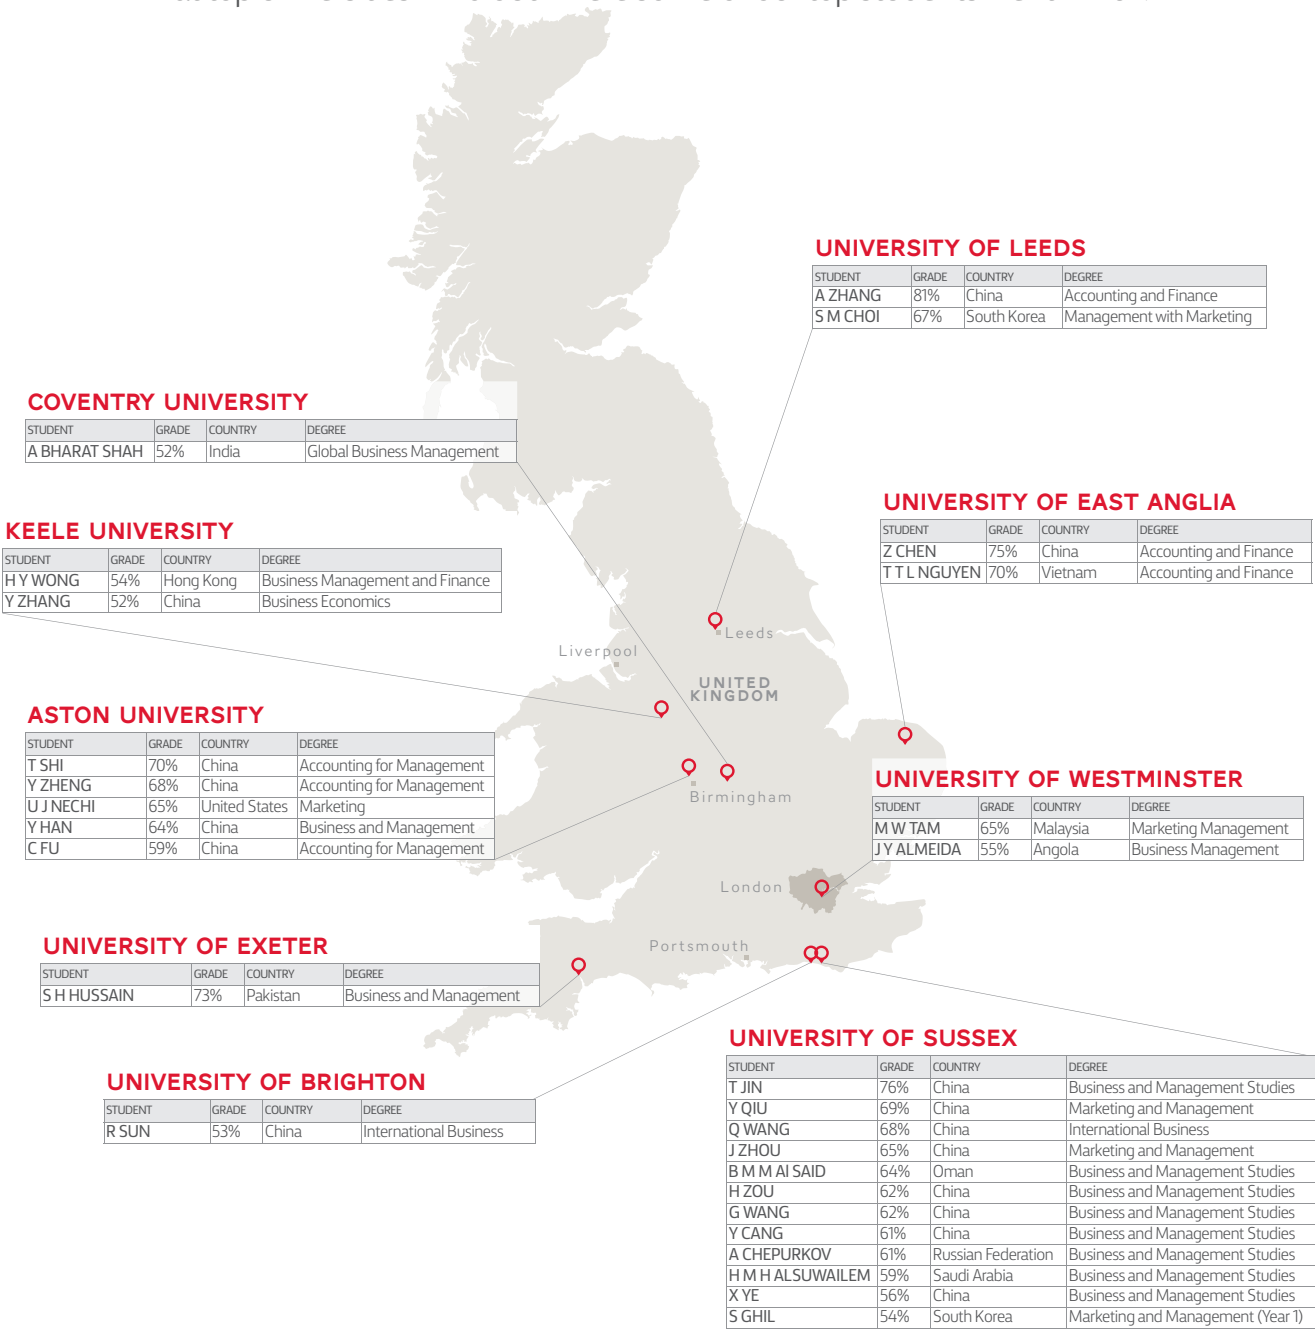 UNIVERSITY OF LEEDS
STUDENT GRADE COUNTRY DEGREE
A ZHANG 81% China Accounting and Finance
S M CHOI 67% South Korea Management with Marketing
COVENTRY UNIVERSITY
STUDENT GRADE COUNTRY DEGREE
A BHARAT SHAH 52% India Global Business Management
UNIVERSITY OF EAST ANGLIA
STUDENT GRADE COUNTRY DEGREE
Z CHEN 75% China Accounting and Finance
T T L NGUYEN 70% Vietnam Accounting and Finance
KEELE UNIVERSITY
STUDENT GRADE COUNTRY DEGREE
H Y WONG 54% Hong Kong Business Management and Finance
Y ZHANG 52% China Business Economics
Leeds
Liverpool
UNITED
KINGDOM
ASTON UNIVERSITY
STUDENT GRADE COUNTRY DEGREE
T SHI 70% China Accounting for Management
Y ZHENG 68% China Accounting for Management
U J NECHI 65% United States Marketing
Y HAN 64% China Business and Management
C FU 59% China Accounting for Management
Birmingham
UNIVERSITY OF WESTMINSTER
STUDENT GRADE COUNTRY DEGREE
M W TAM 65% Malaysia Marketing Management
J Y ALMEIDA 55% Angola Business Management
London
Portsmouth
UNIVERSITY OF EXETER
STUDENT GRADE COUNTRY DEGREE
S H HUSSAIN 73% Pakistan Business and Management
UNIVERSITY OF BRIGHTON
STUDENT GRADE COUNTRY DEGREE
R SUN 53% China International Business
UNIVERSITY OF SUSSEX
STUDENT GRADE COUNTRY DEGREE
T JIN 76% China Business and Management Studies
Y QIU 69% China Marketing and Management
Q WANG 68% China International Business
J ZHOU 65% China Marketing and Management
B M M AI SAID 64% Oman Business and Management Studies
H ZOU 62% China Business and Management Studies
G WANG 62% China Business and Management Studies
Y CANG 61% China Business and Management Studies
A CHEPURKOV 61% Russian Federation Business and Management Studies
H M H ALSUWAILEM 59% Saudi Arabia Business and Management Studies
X YE 56% China Business and Management Studies
S GHIL 54% South Korea Marketing and Management (Year 1)